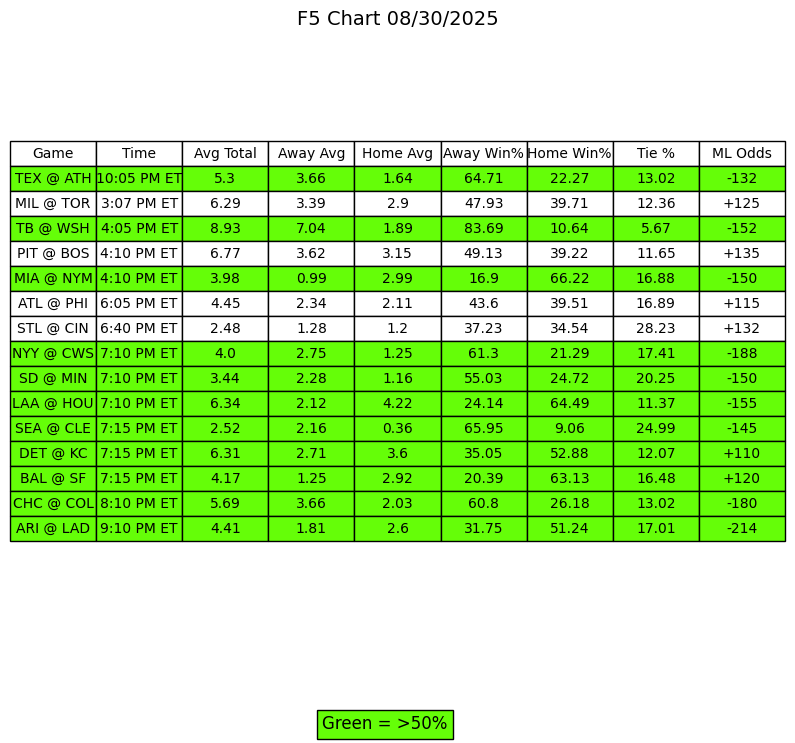 F5 Chart 08/30/2025
Game Time Avg Total Away Avg Home Avg Away Win% Home Win% Tie % ML Odds
TEX @ ATH 10:05 PM ET 5.3 3.66 1.64 64.71 22.27 13.02 -132
MIL @ TOR 3:07 PM ET 6.29 3.39 2.9 47.93 39.71 12.36 +125
TB @ WSH 4:05 PM ET 8.93 7.04 1.89 83.69 10.64 5.67 -152
PIT @ BOS 4:10 PM ET 6.77 3.62 3.15 49.13 39.22 11.65 +135
MIA @ NYM 4:10 PM ET 3.98 0.99 2.99 16.9 66.22 16.88 -150
ATL @ PHI 6:05 PM ET 4.45 2.34 2.11 43.6 39.51 16.89 +115
STL @ CIN 6:40 PM ET 2.48 1.28 1.2 37.23 34.54 28.23 +132
NYY @ CWS 7:10 PM ET 4.0 2.75 1.25 61.3 21.29 17.41 -188
SD @ MIN 7:10 PM ET 3.44 2.28 1.16 55.03 24.72 20.25 -150
LAA @ HOU 7:10 PM ET 6.34 2.12 4.22 24.14 64.49 11.37 -155
SEA @ CLE 7:15 PM ET 2.52 2.16 0.36 65.95 9.06 24.99 -145
DET @ KC 7:15 PM ET 6.31 2.71 3.6 35.05 52.88 12.07 +110
BAL @ SF 7:15 PM ET 4.17 1.25 2.92 20.39 63.13 16.48 +120
CHC @ COL 8:10 PM ET 5.69 3.66 2.03 60.8 26.18 13.02 -180
ARI @ LAD 9:10 PM ET 4.41 1.81 2.6 31.75 51.24 17.01 -214
Green = >50%